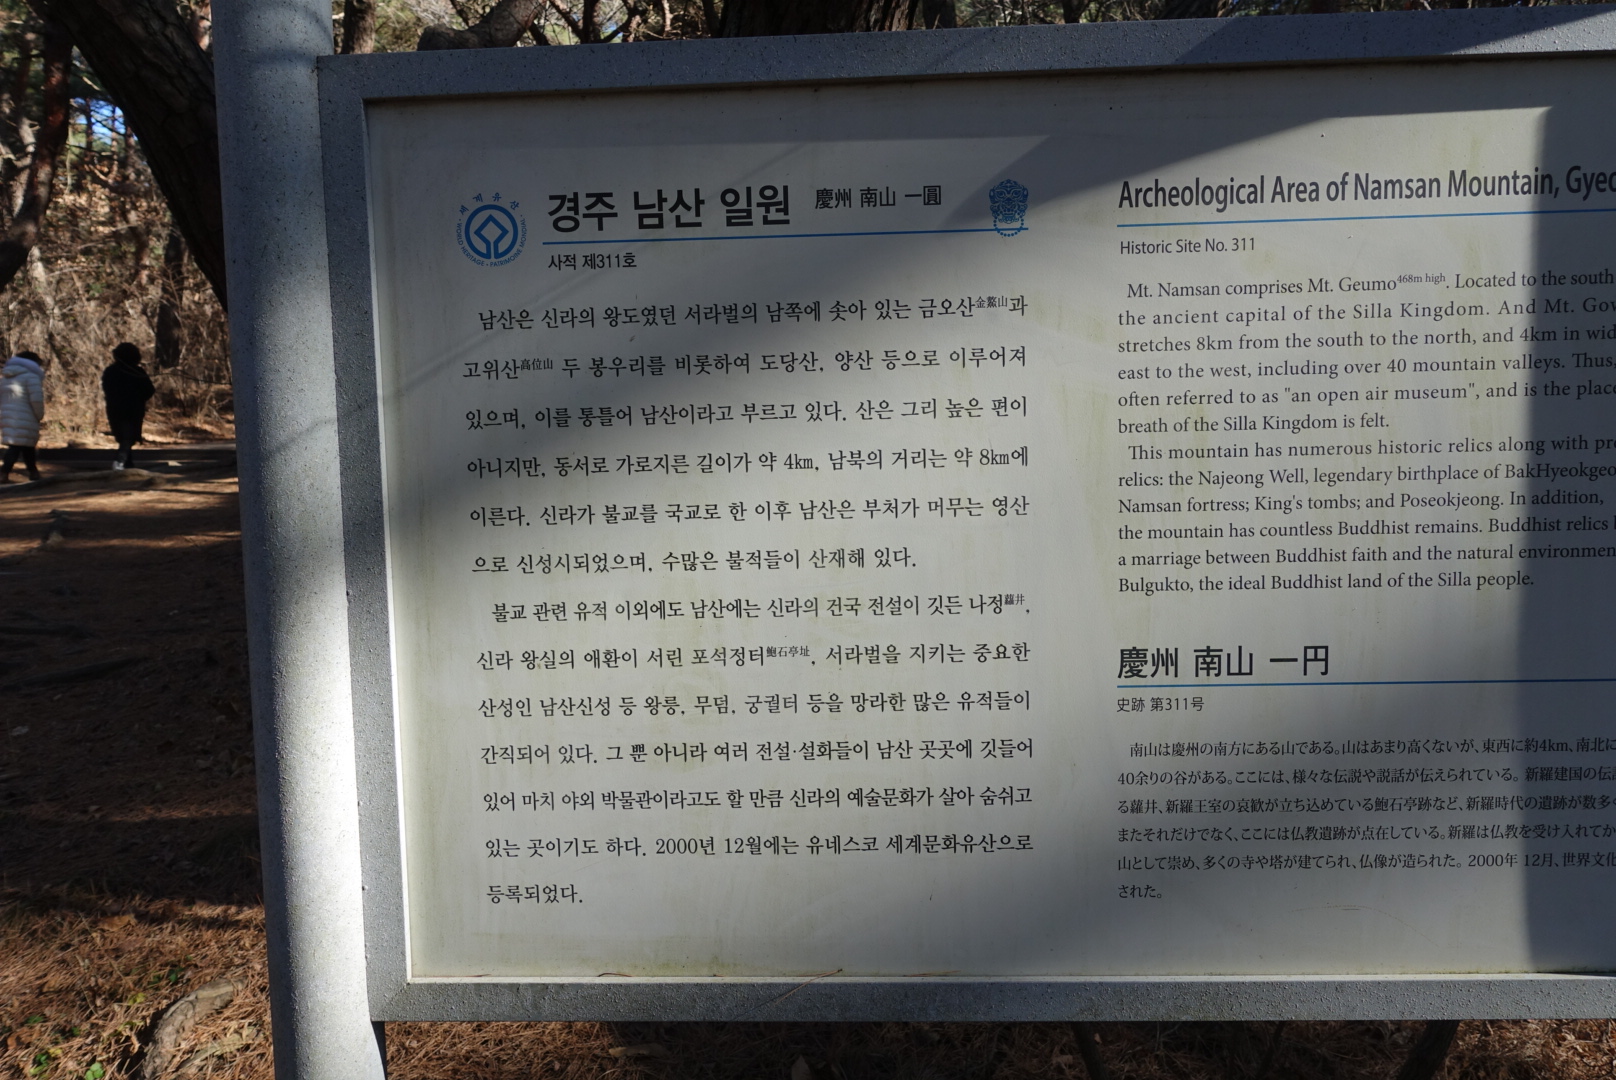 세계유산
WORLD HERITAGE • PATRIMOINE MONDIAL
경주 남산 일원 慶州 南山 一圓
사적 제311호
남산은 신라의 왕도였던 서라벌의 남쪽에 솟아 있는 금오산金鰲山과
고위산高位山 두 봉우리를 비롯하여 도당산, 양산 등으로 이루어져
있으며, 이를 통틀어 남산이라고 부르고 있다. 산은 그리 높은 편이
아니지만, 동서로 가로지른 길이가 약 4km, 남북의 거리는 약 8km에
이른다. 신라가 불교를 국교로 한 이후 남산은 부처가 머무는 영산
으로 신성시되었으며, 수많은 불적들이 산재해 있다.
불교 관련 유적 이외에도 남산에는 신라의 건국 전설이 깃든 나정蘿井,
신라 왕실의 애환이 서린 포석정터鮑石亭址, 서라벌을 지키는 중요한
산성인 남산신성 등 왕릉, 무덤, 궁궐터 등을 망라한 많은 유적들이
간직되어 있다. 그 뿐 아니라 여러 전설·설화들이 남산 곳곳에 깃들어
있어 마치 야외 박물관이라고도 할 만큼 신라의 예술문화가 살아 숨쉬고
있는 곳이기도 하다. 2000년 12월에는 유네스코 세계문화유산으로
등록되었다.
Archeological Area of Namsan Mountain, Gyeo
Historic Site No. 311
Mt. Namsan comprises Mt. Geumo468m high. Located to the south
the ancient capital of the Silla Kingdom. And Mt. Gow
stretches 8km from the south to the north, and 4km in wid
east to the west, including over 40 mountain valleys. Thus,
often referred to as "an open air museum", and is the place
breath of the Silla Kingdom is felt.
This mountain has numerous historic relics along with pre
relics: the Najeong Well, legendary birthplace of BakHyeokgeo
Namsan fortress; King's tombs; and Poseokjeong. In addition,
the mountain has countless Buddhist remains. Buddhist relics
a marriage between Buddhist faith and the natural environmen
Bulgukto, the ideal Buddhist land of the Silla people.
慶州 南山 一円
史跡 第311号
南山は慶州の南方にある山である。山はあまり高くないが、東西に約4km、南北に
40余りの谷がある。ここには、様々な伝説や説話が伝えられている。新羅建国の伝説
る蘿井、新羅王室の哀歓が立ち込めている鮑石亭跡など、新羅時代の遺跡が数多く
またそれだけでなく、ここには仏教遺跡が点在している。新羅は仏教を受け入れてか
山として崇め、多くの寺や塔が建てられ、仏像が造られた。2000年 12月、世界文化
された。